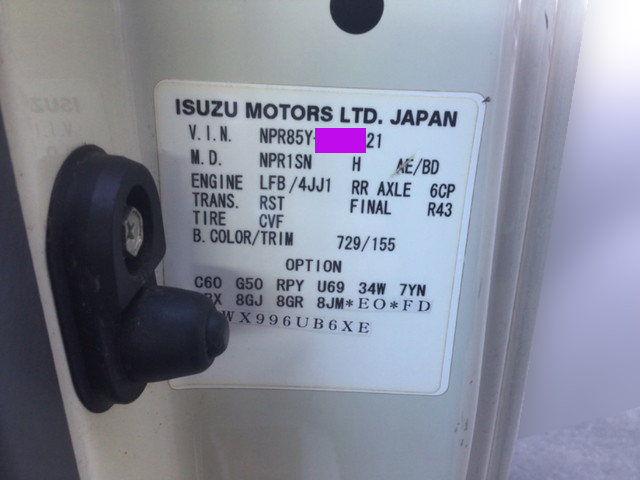 ISUZU MOTORS LTD. JAPAN
V.I.N. NPR85Y- 21
M.D. NPR1SN H AE/BD
ENGINE LFB/4JJ1 RR AXLE 6CP
TRANS. RST FINAL R43
TIRE CVF
B.COLOR/TRIM 729/155
OPTION
C60 G50 RPY U69 34W 7YN
8GJ 8GR 8JM*EO*FD
WX996UB6XE